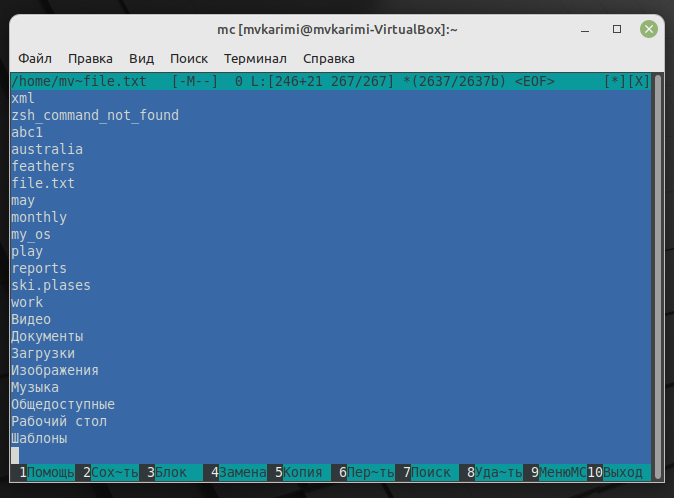 mc [mvkarimi@mvkarimi-VirtualBox]:~
Файл Правка Вид Поиск Терминал Справка
/home/mv~file.txt [-M--] 0 L:[246+21 267/267] *(2637/2637b) <EOF> [*][X]
xml
zsh_command_not_found
abc1
australia
feathers
file.txt
may
monthly
my_os
play
reports
ski.plases
work
Видео
Документы
Загрузки
Изображения
Музыка
Общедоступные
Рабочий стол
Шаблоны
1Помощь 2Сох~ть 3Блок 4Замена 5Копия 6Пер~ть 7Поиск 8Уда~ть 9МенюMC 10Выход